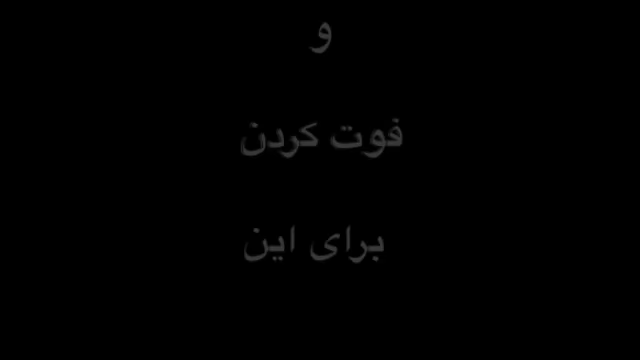 و
فوت کردن
برای این